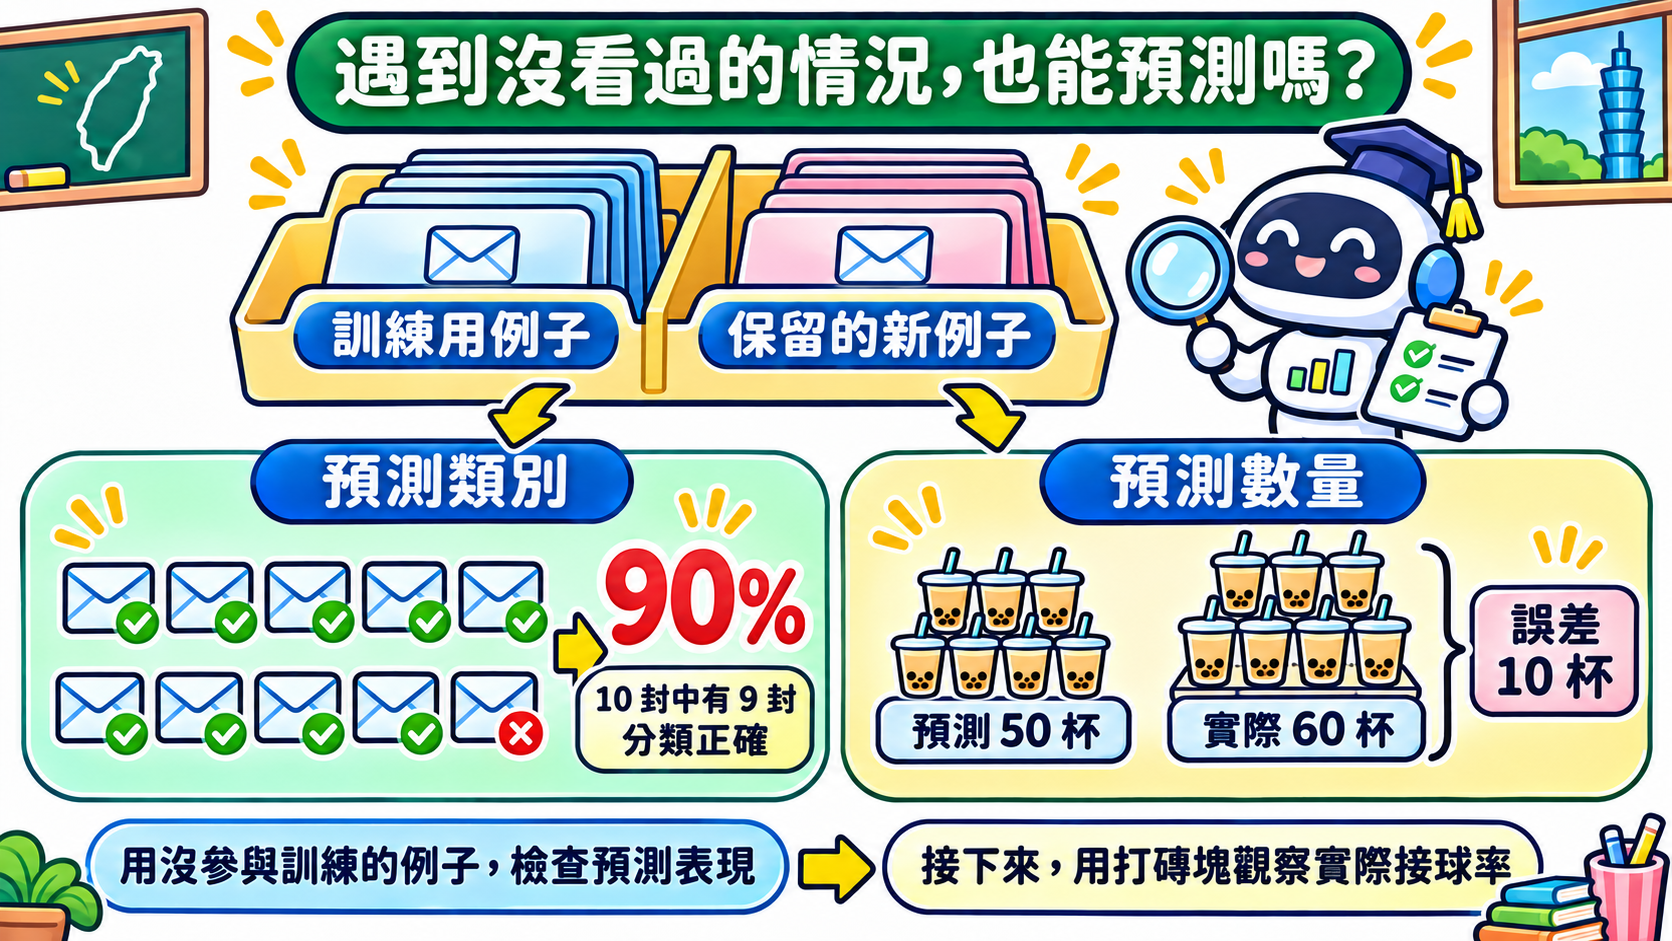 遇到沒看過的情況，也能預測嗎？
訓練用例子
保留的新例子
預測類別
預測數量
90%
10 封中有 9 封
分類正確
預測 50 杯
實際 60 杯
誤差
10 杯
用沒參與訓練的例子，檢查預測表現
接下來，用打磚塊觀察實際接球率